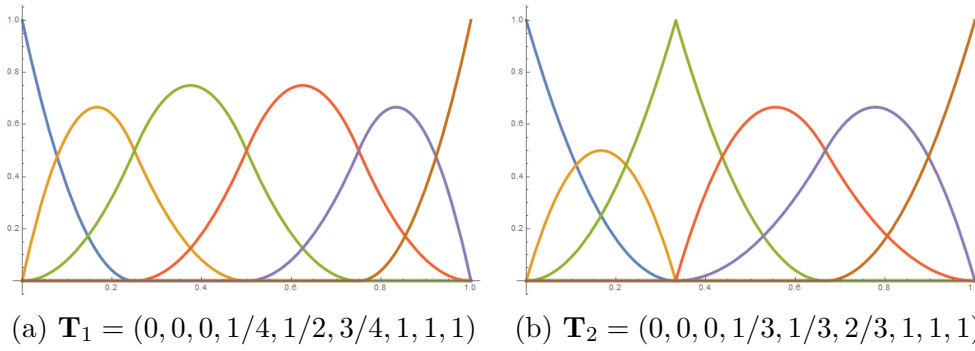 1.0 1.0
0.8 0.8
0.6 0.6
0.4 0.4
0.2 0.2
0.2 0.4 0.6 0.8 1.0 0.2 0.4 0.6 0.8 1.0
(a) T₁ = (0, 0, 0, 1/4, 1/2, 3/4, 1, 1, 1) (b) T₂ = (0, 0, 0, 1/3, 1/3, 2/3, 1, 1, 1)